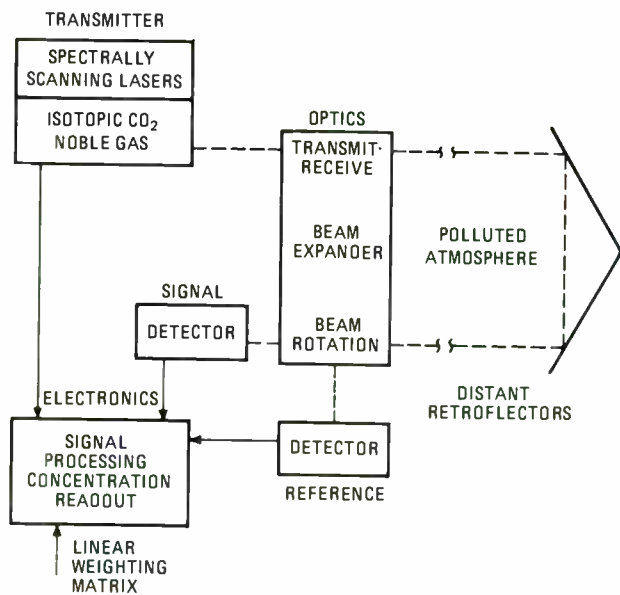 TRANSMITTER
SPECTRALLY
SCANNING LASERS
ISOTOPIC CO₂
NOBLE GAS
OPTICS
TRANSMIT-
RECEIVE
BEAM
EXPANDER
BEAM
ROTATION
POLLUTED
ATMOSPHERE
DISTANT
RETROFLECTORS
SIGNAL
DETECTOR
ELECTRONICS
SIGNAL
PROCESSING
CONCENTRATION
READOUT
DETECTOR
REFERENCE
LINEAR
WEIGHTING
MATRIX